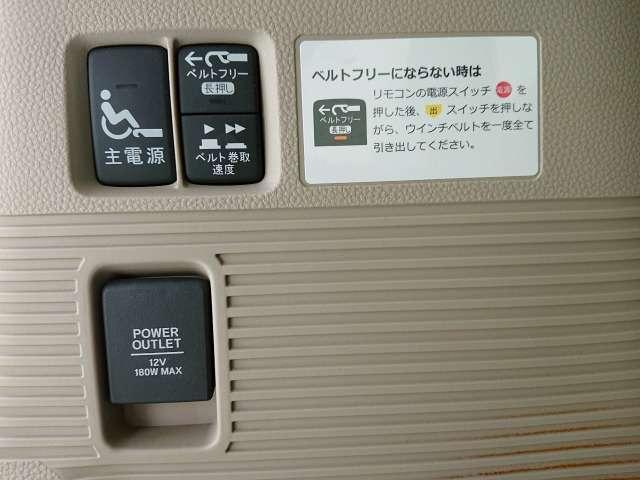 主電源
ベルトフリー
長押し
ベルト巻取
速度
ベルトフリーにならない時は
リモコンの電源スイッチ 電源 を
押した後、 出 スイッチを押しな
がら、ウインチベルトを一度全て
引き出してください。
ベルトフリー
長押し
POWER
OUTLET
12V
180W MAX